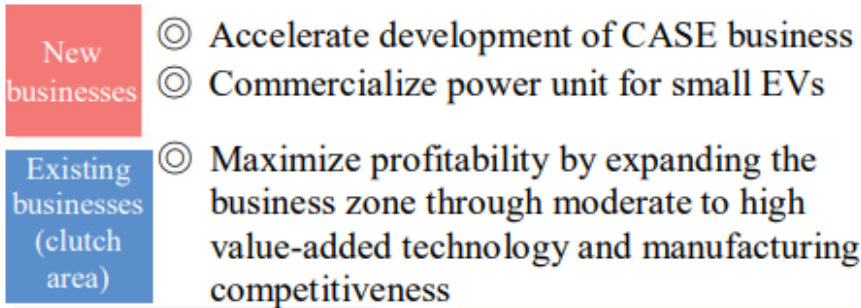 New
businesses
◎ Accelerate development of CASE business
◎ Commercialize power unit for small EVs
Existing
businesses
(clutch
area)
◎ Maximize profitability by expanding the
business zone through moderate to high
value-added technology and manufacturing
competitiveness